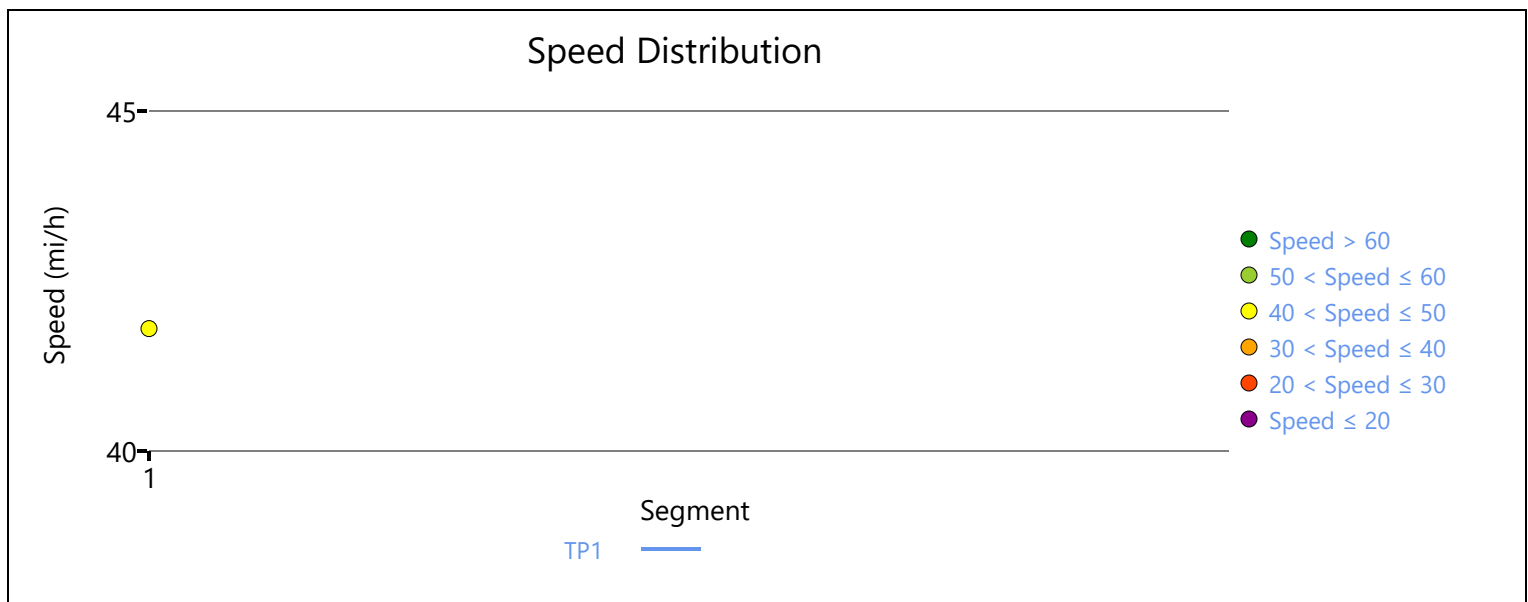 Speed Distribution
45
Speed (mi/h)
40
1
Segment
TP1
Speed > 60
50 < Speed ≤ 60
40 < Speed ≤ 50
30 < Speed ≤ 40
20 < Speed ≤ 30
Speed ≤ 20